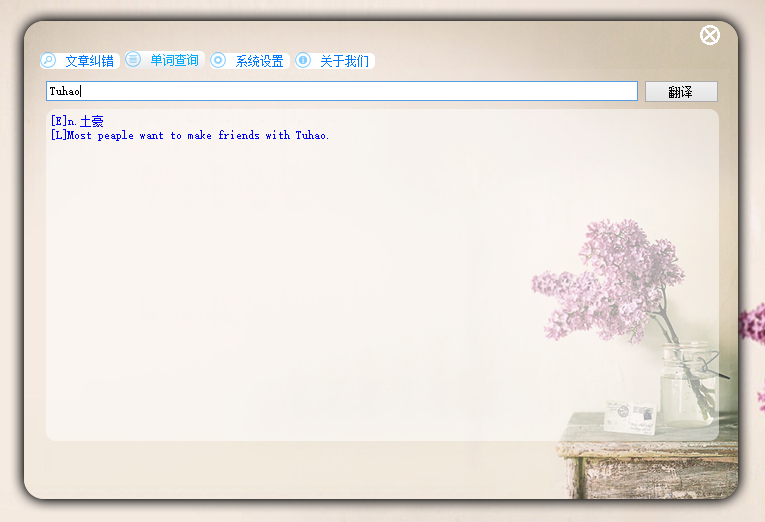 文章纠错 单词查询 系统设置 关于我们
Tuhao 翻译
[E]n.土豪
[L]Most peaple want to make friends with Tuhao.